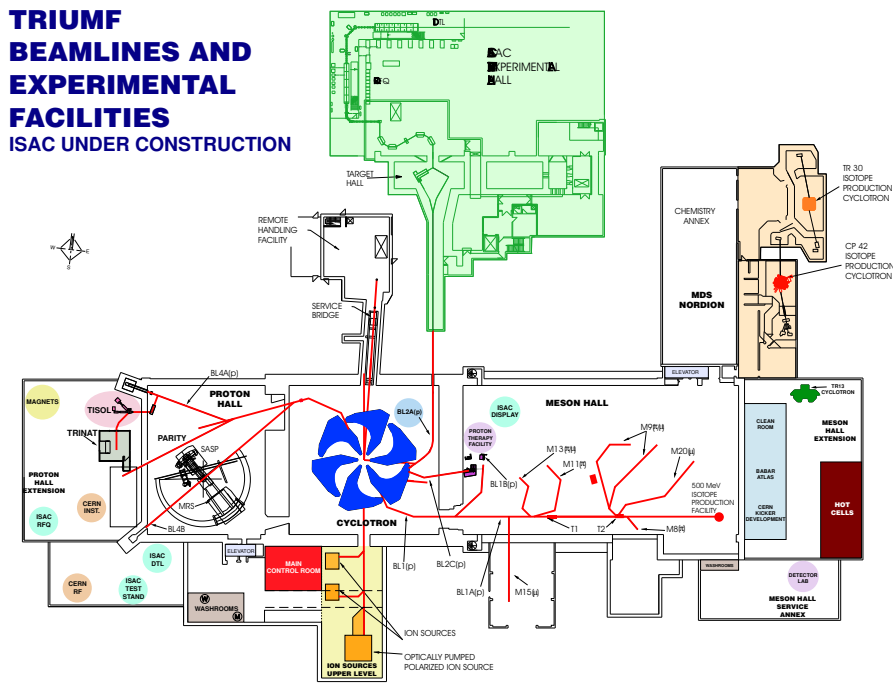 TRIUMF
BEAMLINES AND
EXPERIMENTAL
FACILITIES
ISAC UNDER CONSTRUCTION
DTL
ISAC
EXPERIMENTAL
HALL
RFQ
TARGET
HALL
REMOTE
HANDLING
FACILITY
SERVICE
BRIDGE
N
W
E
S
CHEMISTRY
ANNEX
MDS
NORDION
TR 30
ISOTOPE
PRODUCTION
CYCLOTRON
CP 42
ISOTOPE
PRODUCTION
CYCLOTRON
ELEVATOR
BL4A(p)
MAGNETS
TISOL
TRINAT
PROTON
HALL
PARITY
SASP
MRS
BL4B
PROTON
HALL
EXTENSION
CERN
INST.
ISAC
RFQ
CERN
RF
ISAC
DTL
ISAC
TEST
STAND
ELEVATOR
WASHROOMS
W
M
MAIN
CONTROL ROOM
CYCLOTRON
BL2A(p)
ISAC
DISPLAY
PROTON
THERAPY
FACILITY
MESON HALL
BL1B(p)
M13
M11
M9
M20(μ)
500 MeV
ISOTOPE
PRODUCTION
FACILITY
T1
T2
M8
BL1(p)
BL2C(p)
BL1A(p)
M15(μ)
TR13
CYCLOTRON
CLEAN
ROOM
BABAR
ATLAS
CERN
KICKER
DEVELOPMENT
MESON
HALL
EXTENSION
HOT
CELLS
WASHROOMS
DETECTOR
LAB
MESON HALL
SERVICE
ANNEX
ION SOURCES
OPTICALLY PUMPED
POLARIZED ION SOURCE
ION SOURCES
UPPER LEVEL